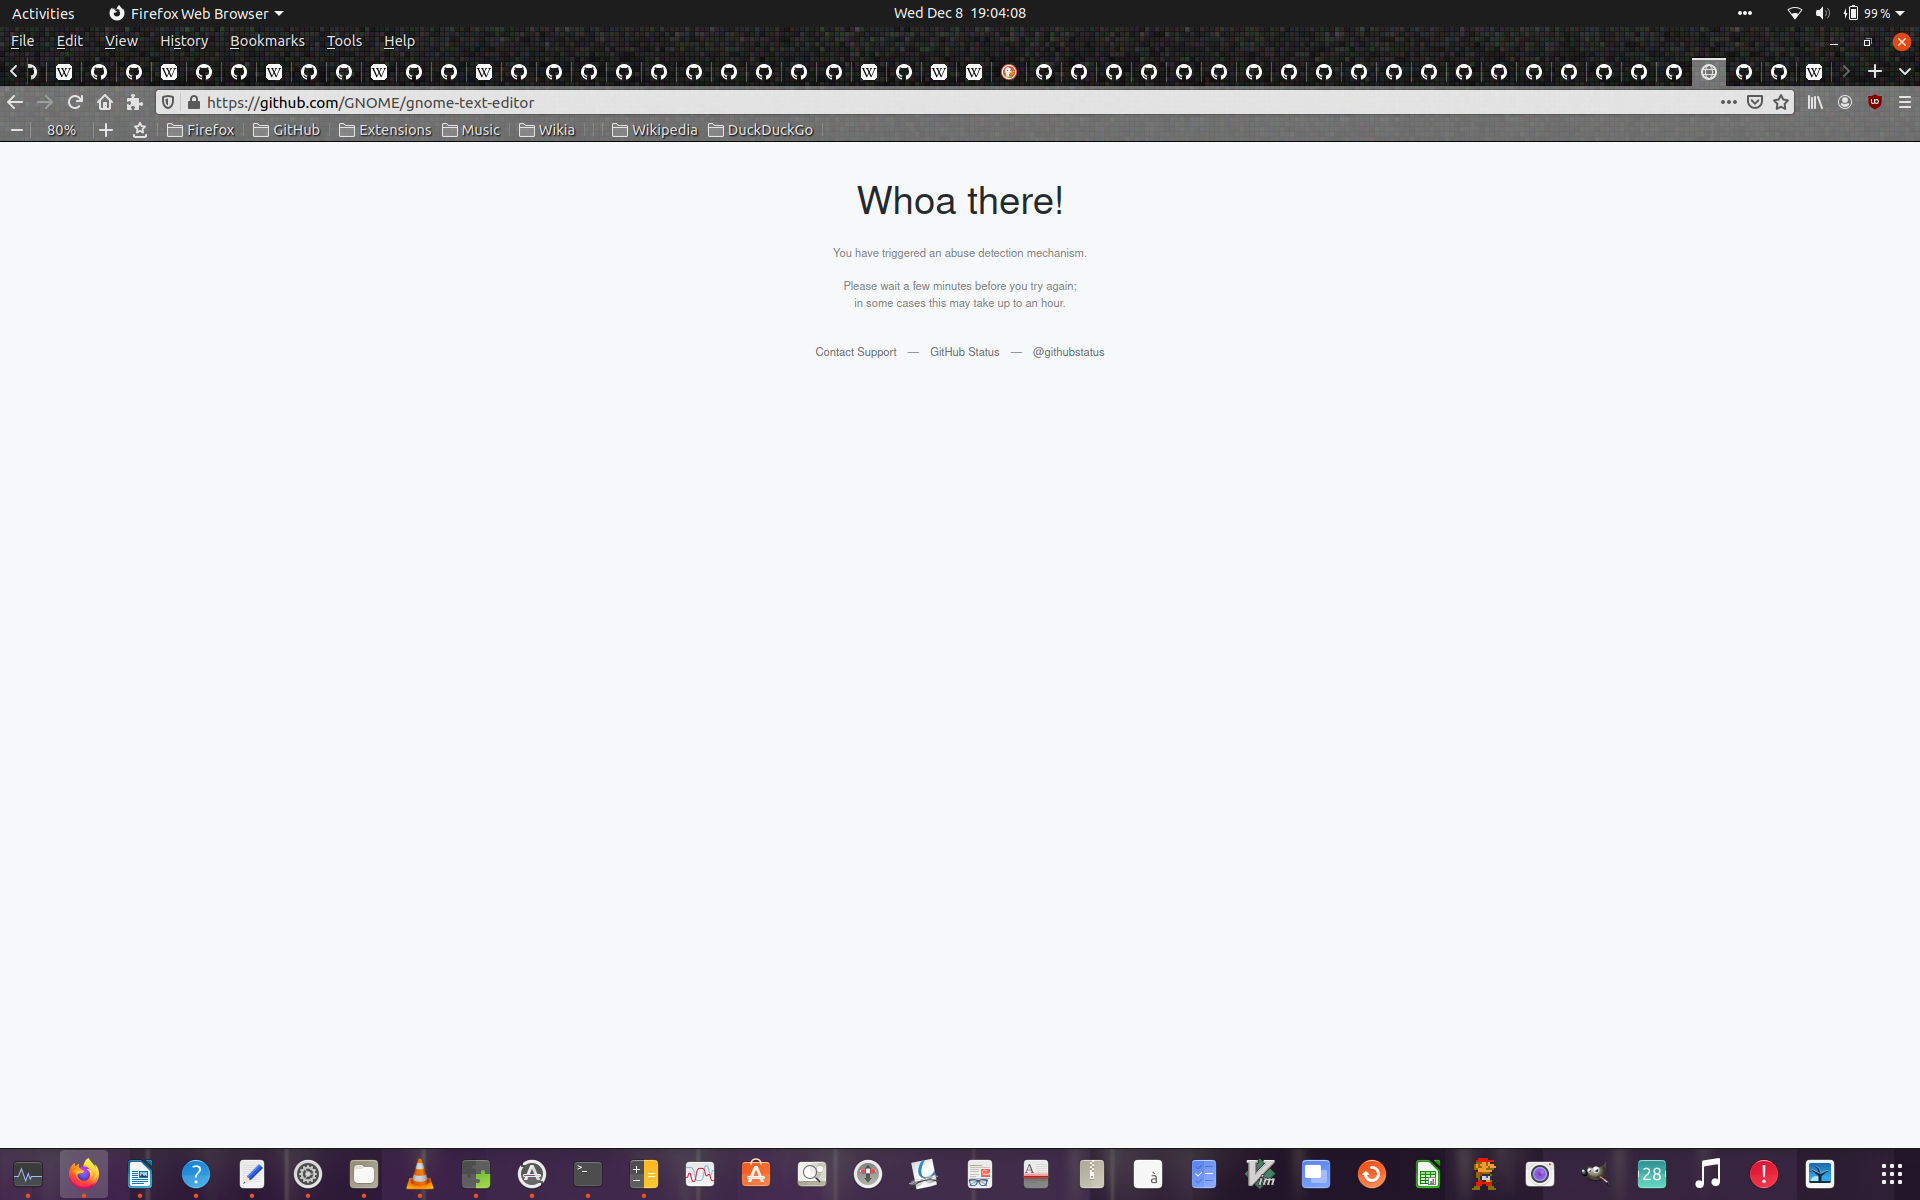 Activities Firefox Web Browser Wed Dec 8 19:04:08 99 %
File Edit View History Bookmarks Tools Help
https://github.com/GNOME/gnome-text-editor
80% Firefox GitHub Extensions Music Wikia Wikipedia DuckDuckGo
Whoa there!
You have triggered an abuse detection mechanism.
Please wait a few minutes before you try again;
in some cases this may take up to an hour.
Contact Support — GitHub Status — @githubstatus
28